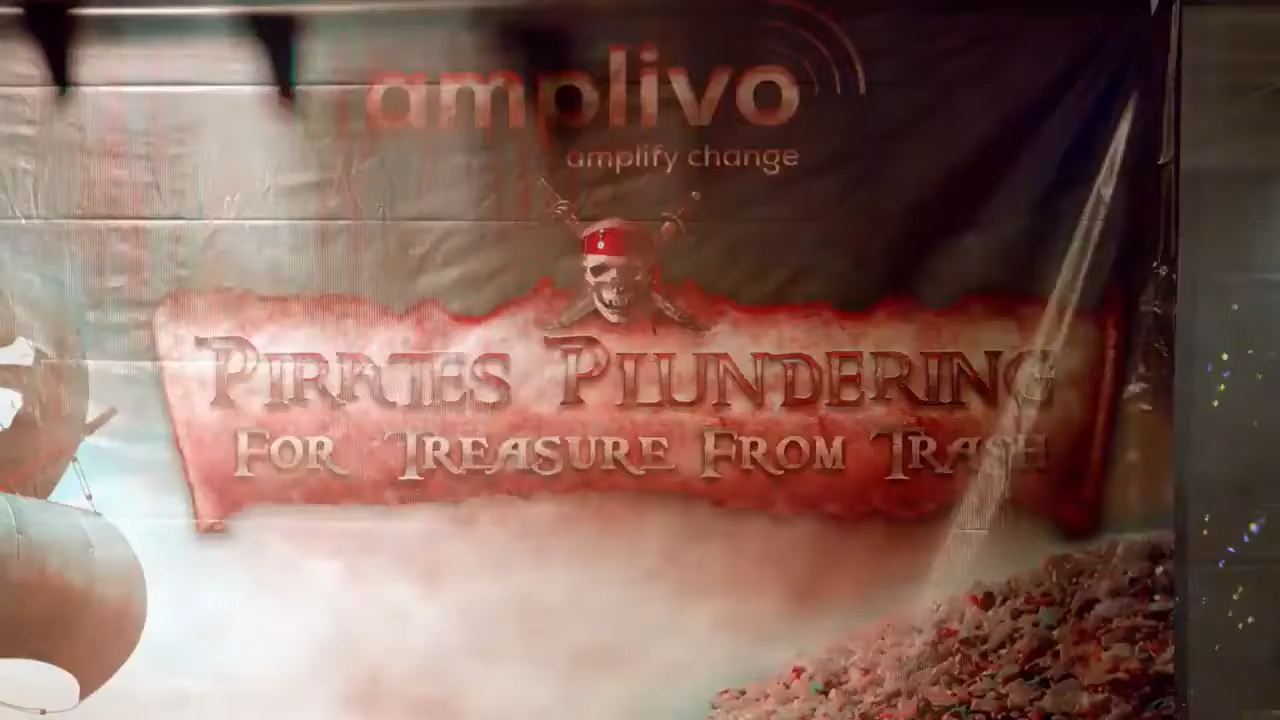 amplivo
amplify change
PIRATES PLUNDERING
FOR TREASURE FROM TRASH